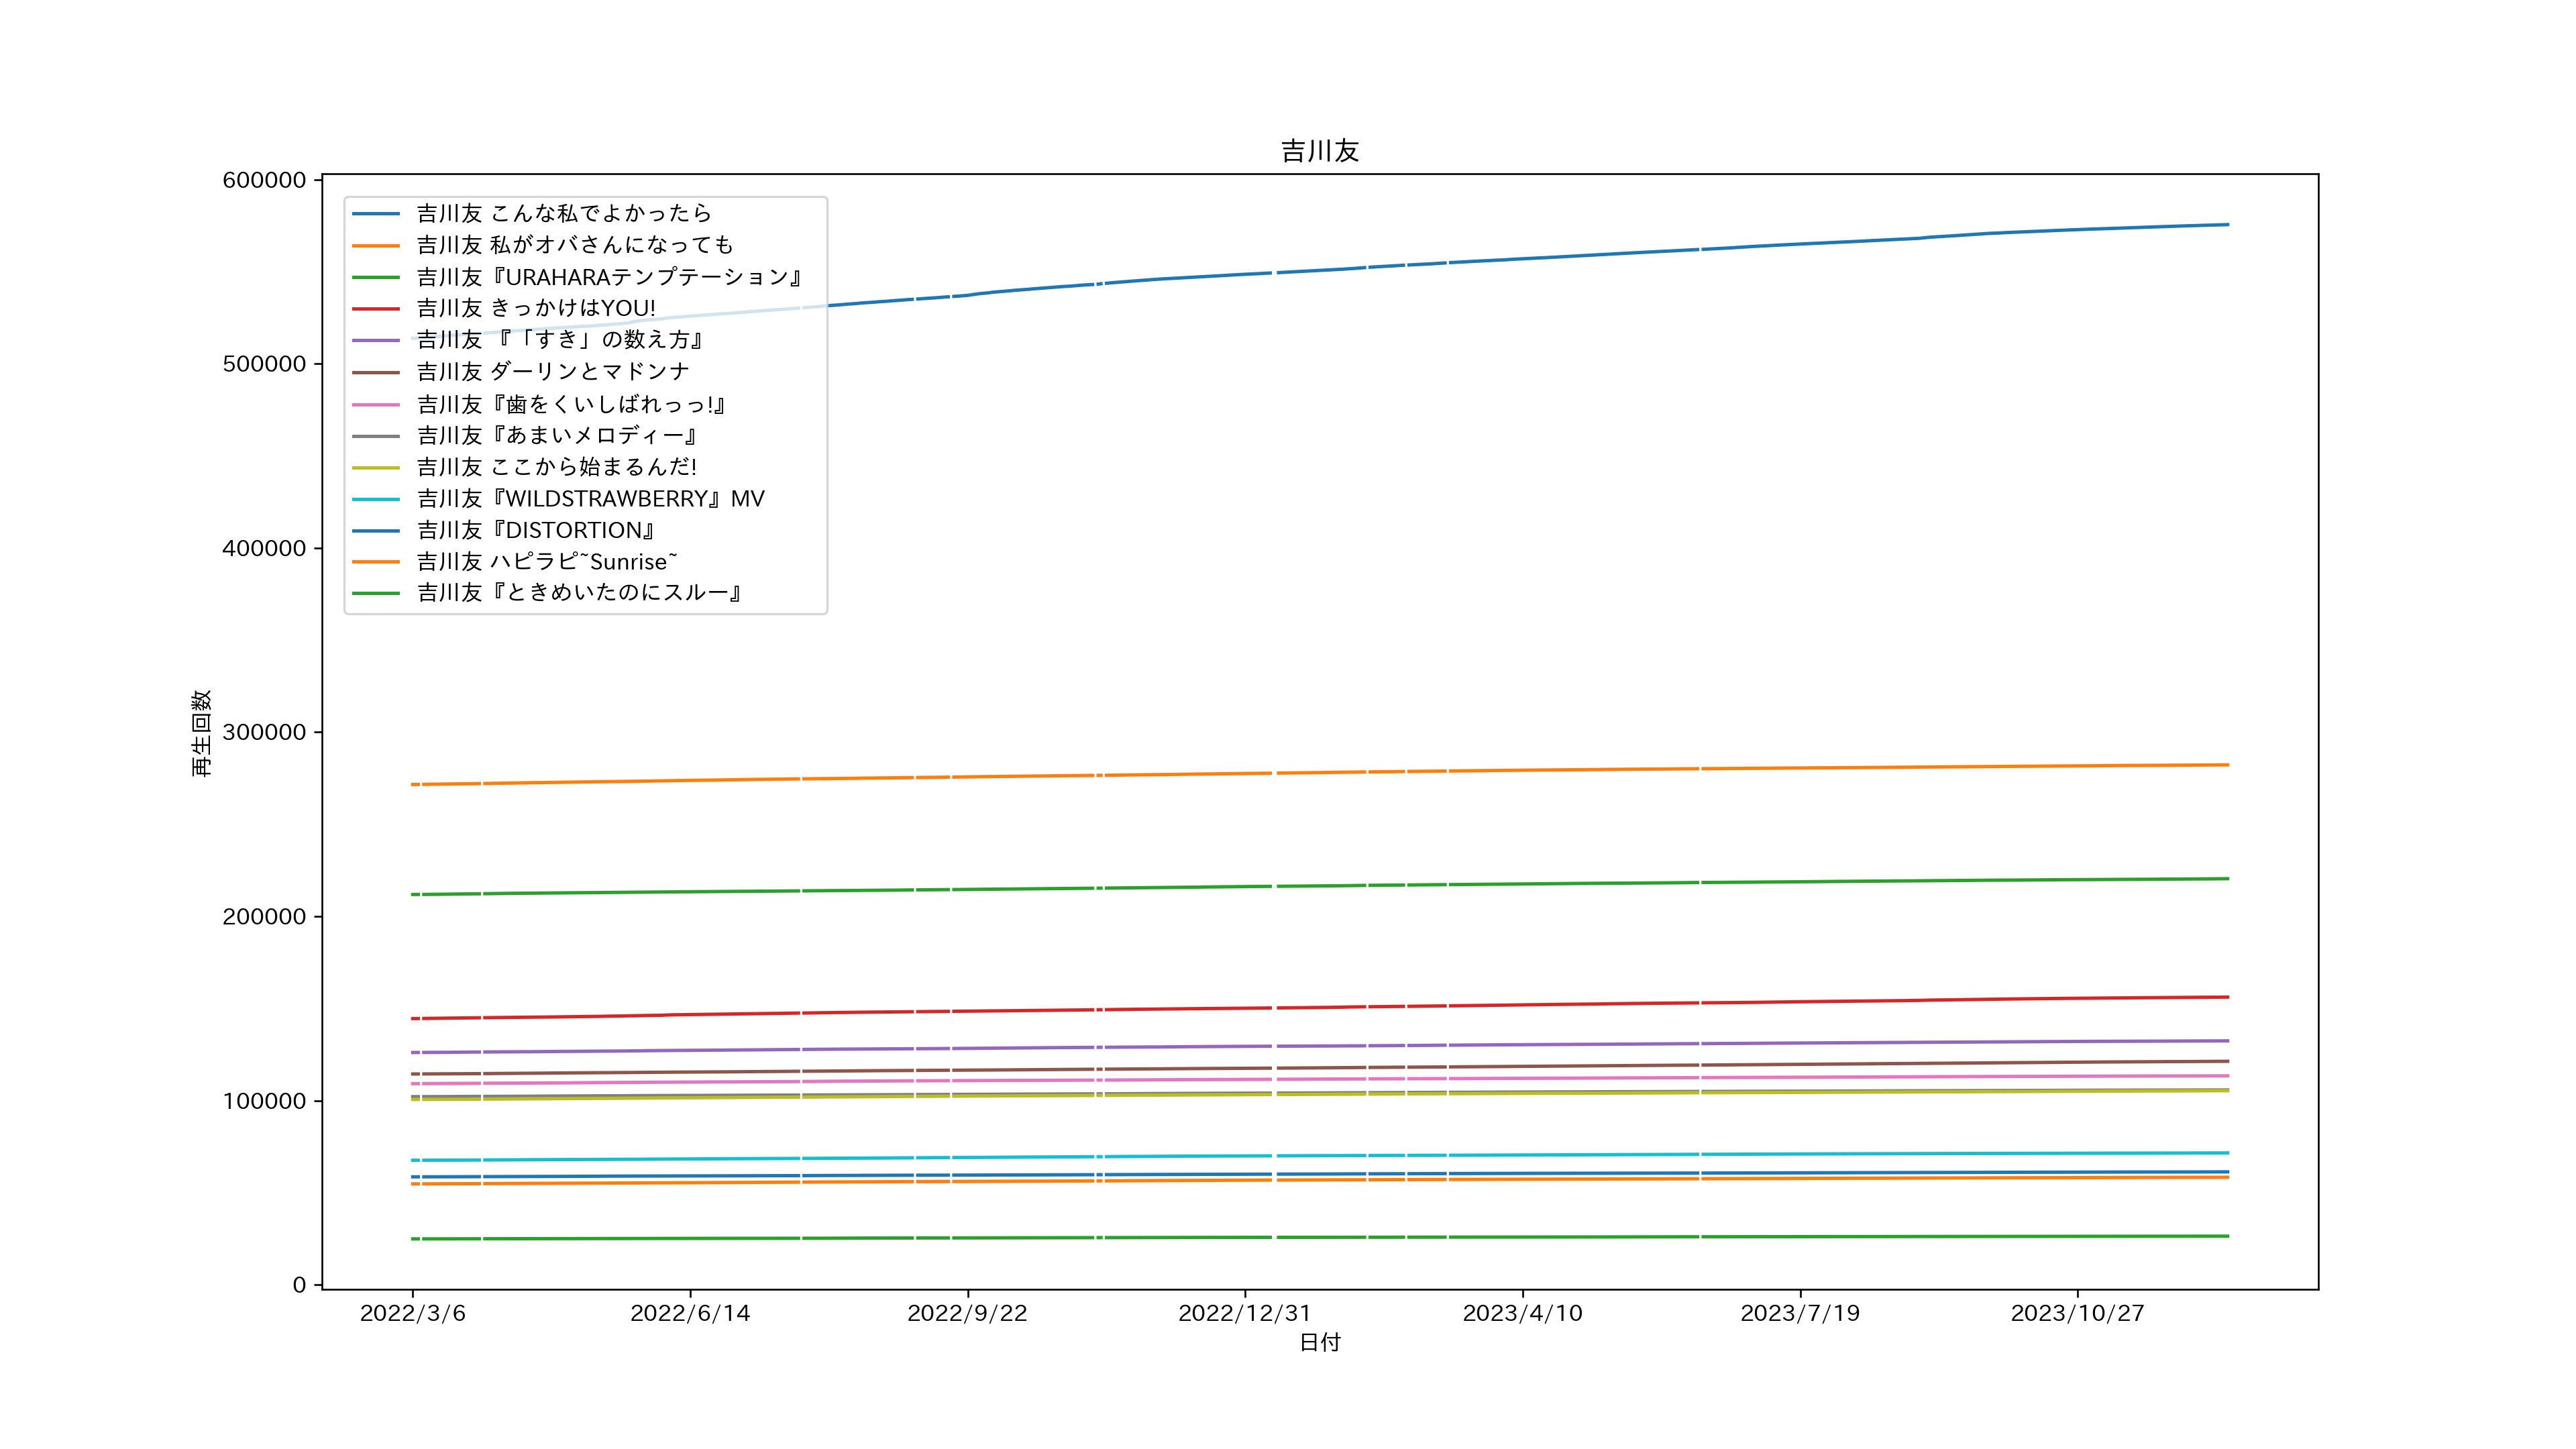 吉川友
600000
500000
400000
300000
200000
100000
0
再生回数
吉川友 こんな私でよかったら
吉川友 私がオバさんになっても
吉川友『URAHARAテンプテーション』
吉川友 きっかけはYOU!
吉川友 『「すき」の数え方』
吉川友 ダーリンとマドンナ
吉川友『歯をくいしばれっっ!』
吉川友『あまいメロディー』
吉川友 ここから始まるんだ!
吉川友『WILDSTRAWBERRY』MV
吉川友『DISTORTION』
吉川友 ハピラピ~Sunrise~
吉川友『ときめいたのにスルー』
2022/3/6 2022/6/14 2022/9/22 2022/12/31 2023/4/10 2023/7/19 2023/10/27
日付